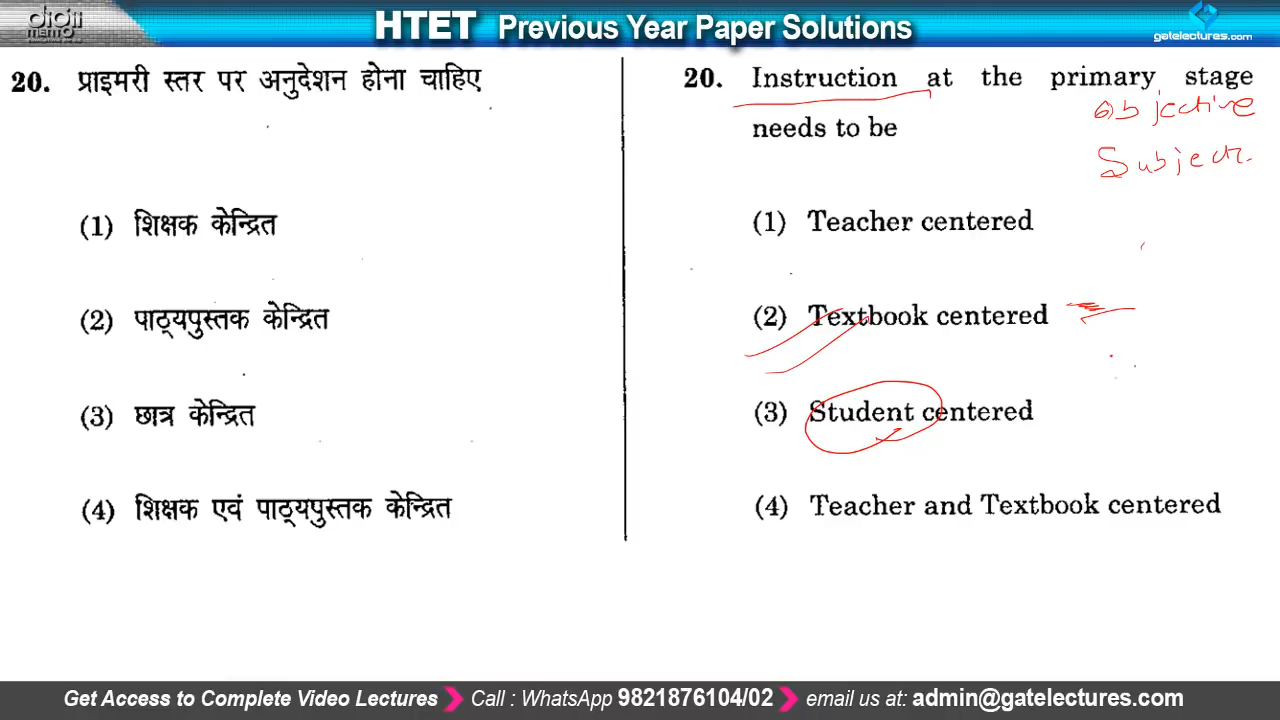 digii
MENTO
HTET Previous Year Paper Solutions
gatelectures.com
20. प्राइमरी स्तर पर अनुदेशन होना चाहिए
(1) शिक्षक केन्द्रित
(2) पाठ्यपुस्तक केन्द्रित
(3) छात्र केन्द्रित
(4) शिक्षक एवं पाठ्यपुस्तक केन्द्रित
20. Instruction at the primary stage
needs to be
Objective
Subject.
(1) Teacher centered
(2) Textbook centered
(3) Student centered
(4) Teacher and Textbook centered
Get Access to Complete Video Lectures Call : WhatsApp 9821876104/02 email us at: admin@gatelectures.com